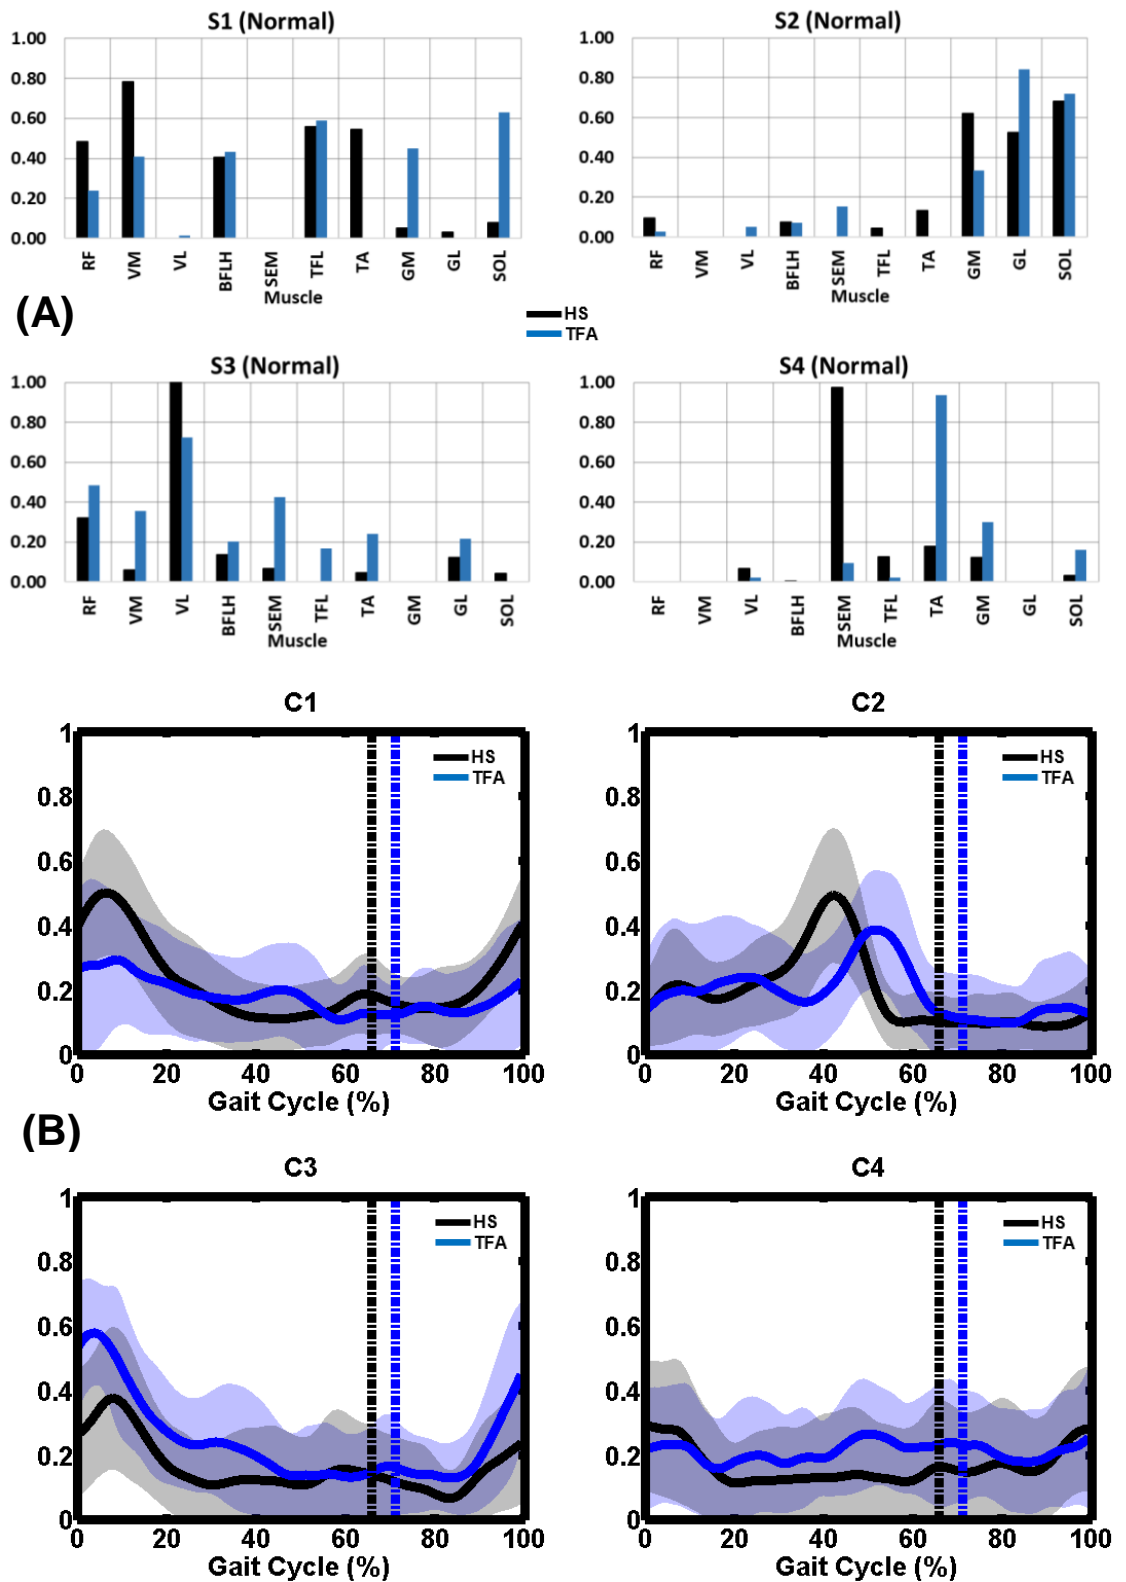 S1 (Normal)
1.00
0.80
0.60
0.40
0.20
0.00
RF
VM
VL
BFLH
SEM
TFL
TA
GM
GL
SOL
Muscle
S2 (Normal)
1.00
0.80
0.60
0.40
0.20
0.00
RF
VM
VL
BFLH
SEM
TFL
TA
GM
GL
SOL
Muscle
(A)
HS
TFA
S3 (Normal)
1.00
0.80
0.60
0.40
0.20
0.00
RF
VM
VL
BFLH
SEM
TFL
TA
GM
GL
SOL
Muscle
S4 (Normal)
1.00
0.80
0.60
0.40
0.20
0.00
RF
VM
VL
BFLH
SEM
TFL
TA
GM
GL
SOL
Muscle
C1
1
0.8
0.6
0.4
0.2
0
HS
TFA
0 20 40 60 80 100
Gait Cycle (%)
C2
1
0.8
0.6
0.4
0.2
0
HS
TFA
0 20 40 60 80 100
Gait Cycle (%)
(B)
C3
1
0.8
0.6
0.4
0.2
0
HS
TFA
0 20 40 60 80 100
Gait Cycle (%)
C4
1
0.8
0.6
0.4
0.2
0
HS
TFA
0 20 40 60 80 100
Gait Cycle (%)